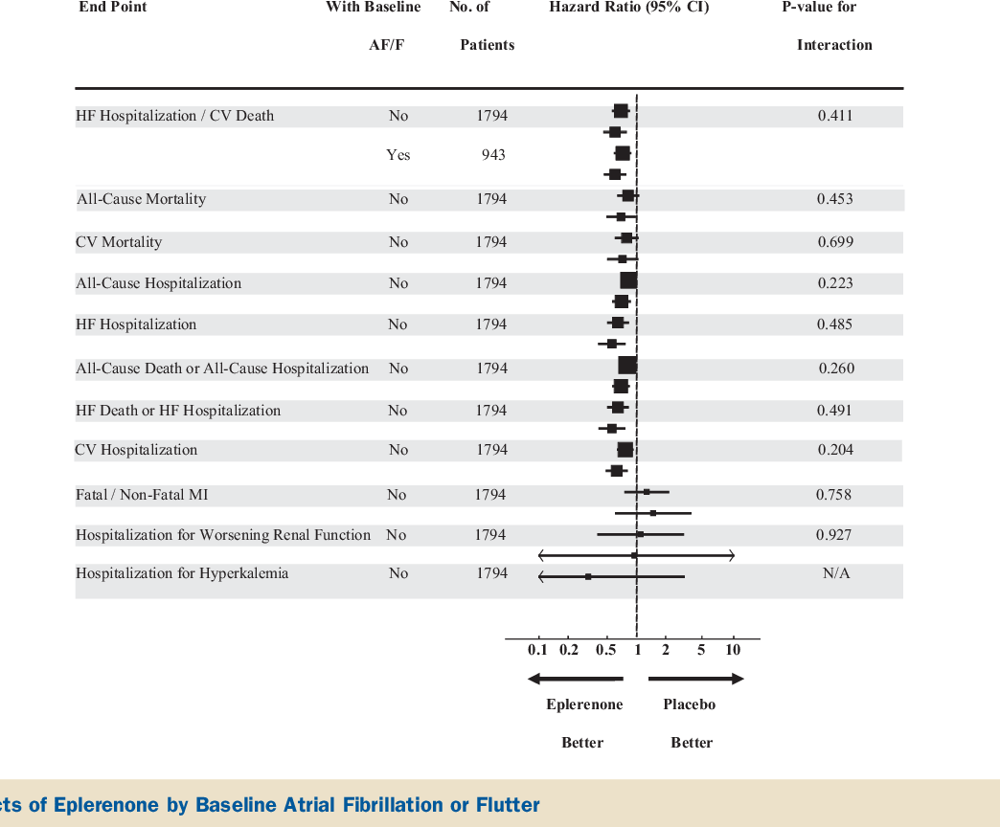 End Point With Baseline No. of Hazard Ratio (95% CI) P-value for
AF/F Patients Interaction
HF Hospitalization / CV Death No 1794 0.411
Yes 943
All-Cause Mortality No 1794 0.453
CV Mortality No 1794 0.699
All-Cause Hospitalization No 1794 0.223
HF Hospitalization No 1794 0.485
All-Cause Death or All-Cause Hospitalization No 1794 0.260
HF Death or HF Hospitalization No 1794 0.491
CV Hospitalization No 1794 0.204
Fatal / Non-Fatal MI No 1794 0.758
Hospitalization for Worsening Renal Function No 1794 0.927
Hospitalization for Hyperkalemia No 1794 N/A
0.1 0.2 0.5 1 2 5 10
Eplerenone Placebo
Better Better
cts of Eplerenone by Baseline Atrial Fibrillation or Flutter